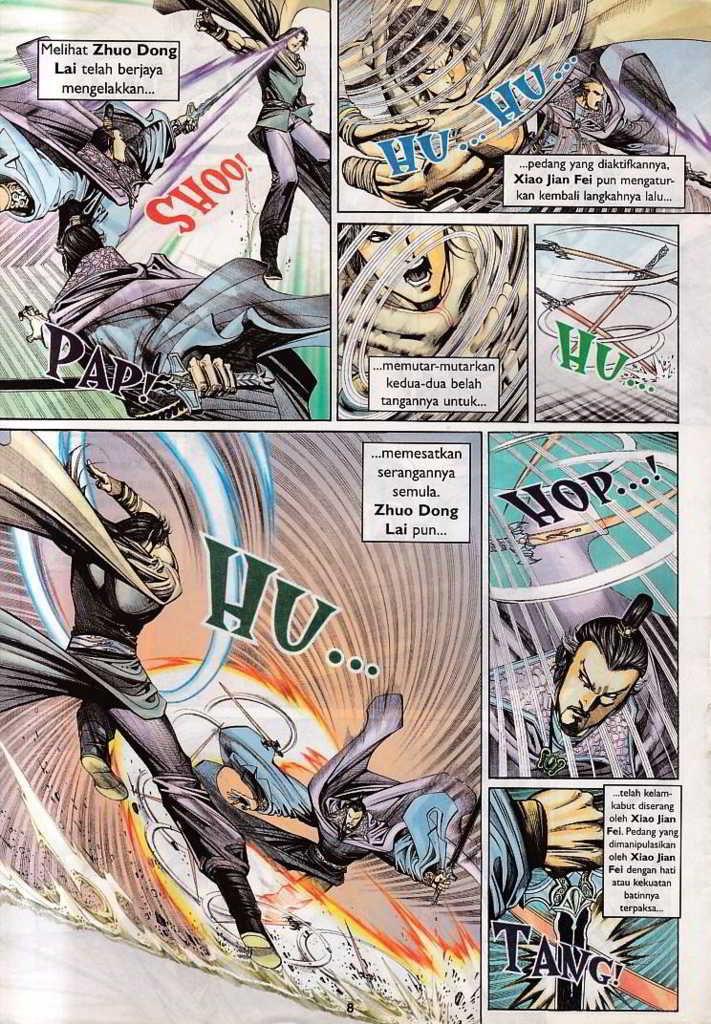 Melihat Zhuo Dong
Lai telah berjaya
mengelakkan...
SHOO!
PAP!
HU...HU...
...pedang yang diaktifkannya,
Xiao Jian Fei pun mengatur-
kan kembali langkahnya lalu...
...memutar-mutarkan
kedua-dua belah
tangannya untuk...
HU...
...memesatkan
serangannya
semula.
Zhuo Dong
Lai pun...
HU...
HOP...!
...telah kelam-
kabut diserang
oleh Xiao Jian
Fei. Pedang yang
dimanipulasikan
oleh Xiao Jian
Fei dengan hati
atau kekuatan
batinnya
terpaksa...
TANG!
8